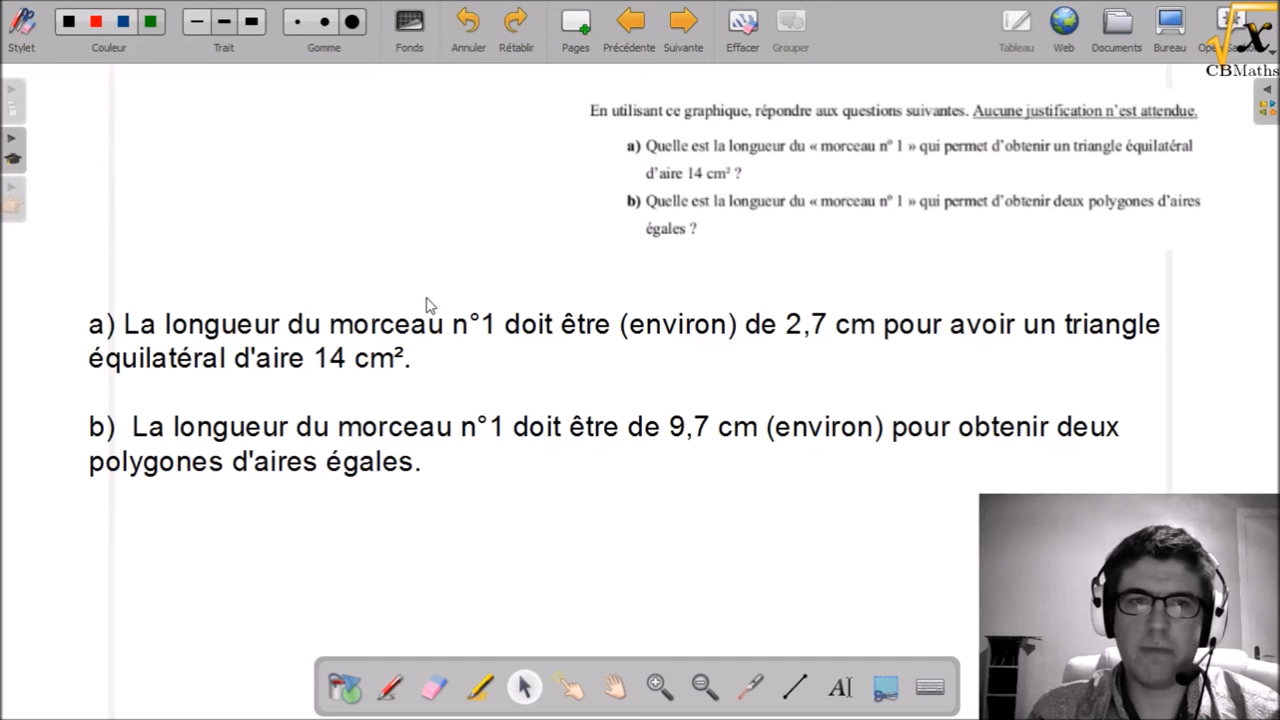 Stylet Couleur Trait Gomme Fonds Annuler Rétablir Pages Précédente Suivante Effacer Grouper Tableau Web Documents Bureau
CBMaths
En utilisant ce graphique, répondre aux questions suivantes. Aucune justification n'est attendue.
a) Quelle est la longueur du « morceau nº 1 » qui permet d'obtenir un triangle équilatéral
d'aire 14 cm² ?
b) Quelle est la longueur du « morceau nº 1 » qui permet d'obtenir deux polygones d'aires
égales ?
a) La longueur du morceau n°1 doit être (environ) de 2,7 cm pour avoir un triangle
équilatéral d'aire 14 cm².
b) La longueur du morceau n°1 doit être de 9,7 cm (environ) pour obtenir deux
polygones d'aires égales.